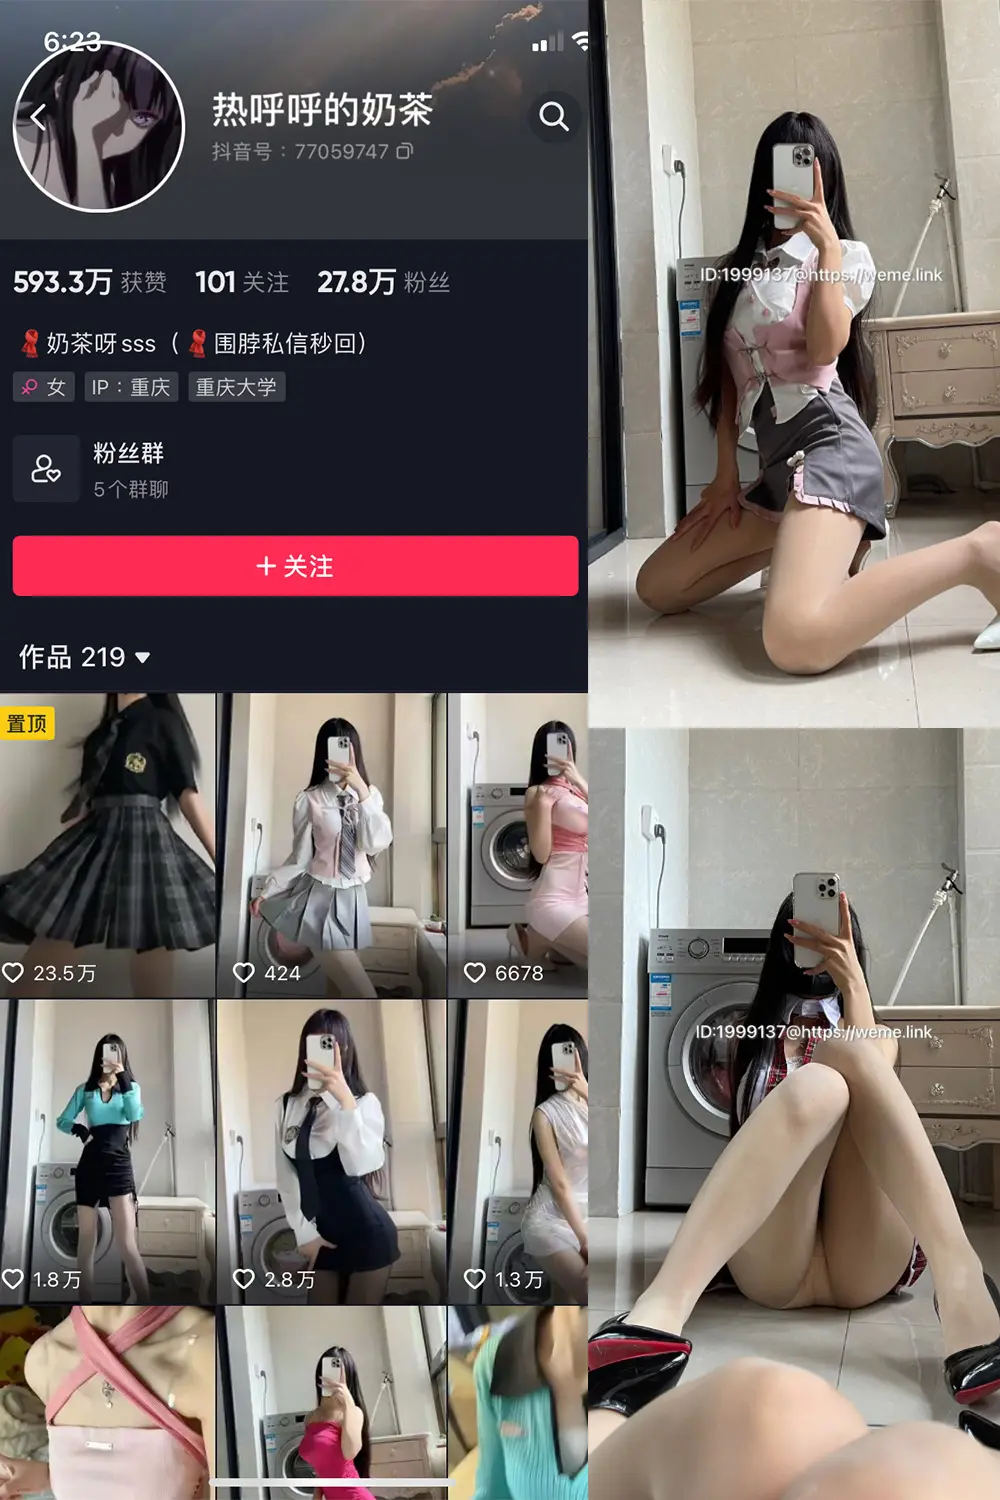 6:23
热呼呼的奶茶
抖音号：77059747
593.3万 获赞 101 关注 27.8万 粉丝
🧣奶茶呀sss（🧣围脖私信秒回）
女 IP：重庆 重庆大学
粉丝群
5个群聊
+ 关注
作品 219
置顶
23.5万 424 6678
1.8万 2.8万 1.3万
ID:1999137@https://weme.link
ID:1999137@https://weme.link